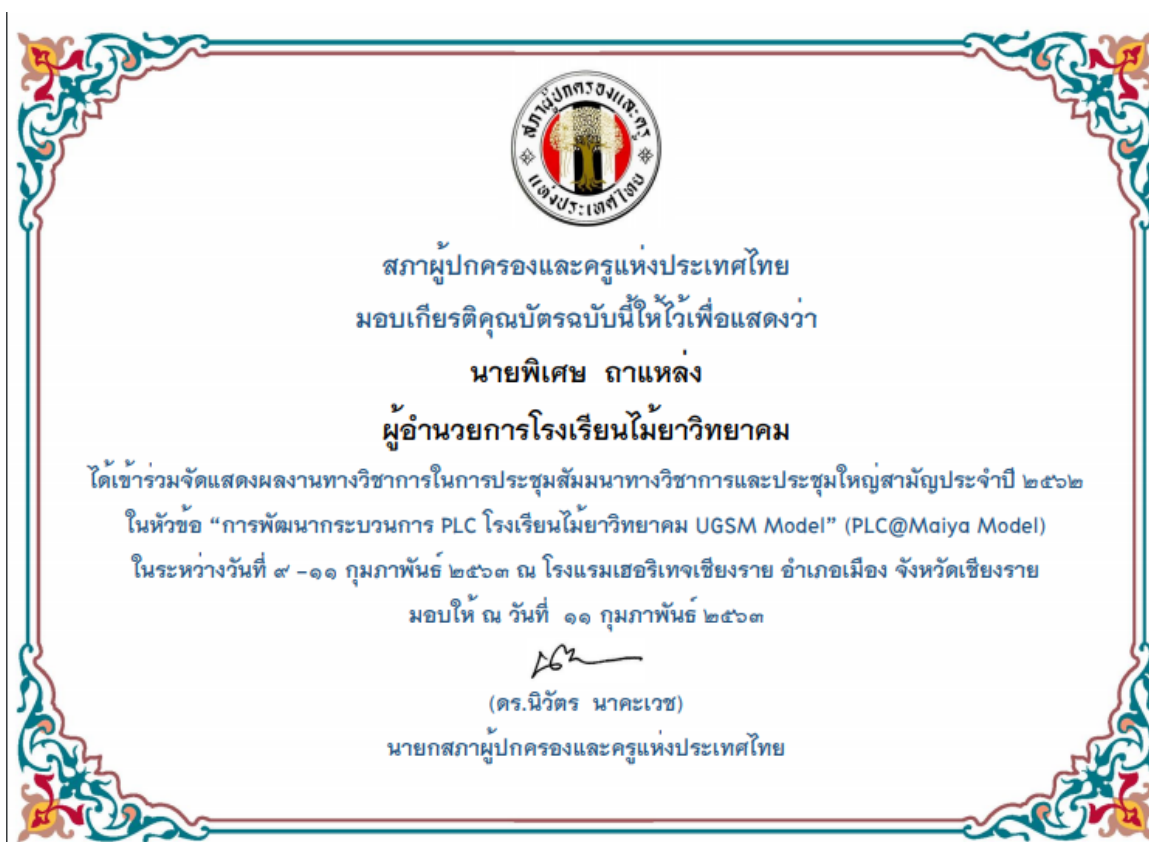 สภาผู้ปกครองและครู
แห่งประเทศไทย
สภาผู้ปกครองและครูแห่งประเทศไทย
มอบเกียรติคุณบัตรฉบับนี้ให้ไว้เพื่อแสดงว่า
นายพิเศษ ถาแหล่ง
ผู้อำนวยการโรงเรียนไม้ยาวิทยาคม
ได้เข้าร่วมจัดแสดงผลงานทางวิชาการในการประชุมสัมมนาทางวิชาการและประชุมใหญ่สามัญประจำปี ๒๕๖๒
ในหัวข้อ “การพัฒนากระบวนการ PLC โรงเรียนไม้ยาวิทยาคม UGSM Model” (PLC@Maiya Model)
ในระหว่างวันที่ ๙ –๑๑ กุมภาพันธ์ ๒๕๖๓ ณ โรงแรมเฮอริเทจเชียงราย อำเภอเมือง จังหวัดเชียงราย
มอบให้ ณ วันที่ ๑๑ กุมภาพันธ์ ๒๕๖๓
(ดร.นิวัตร นาคะเวช)
นายกสภาผู้ปกครองและครูแห่งประเทศไทย